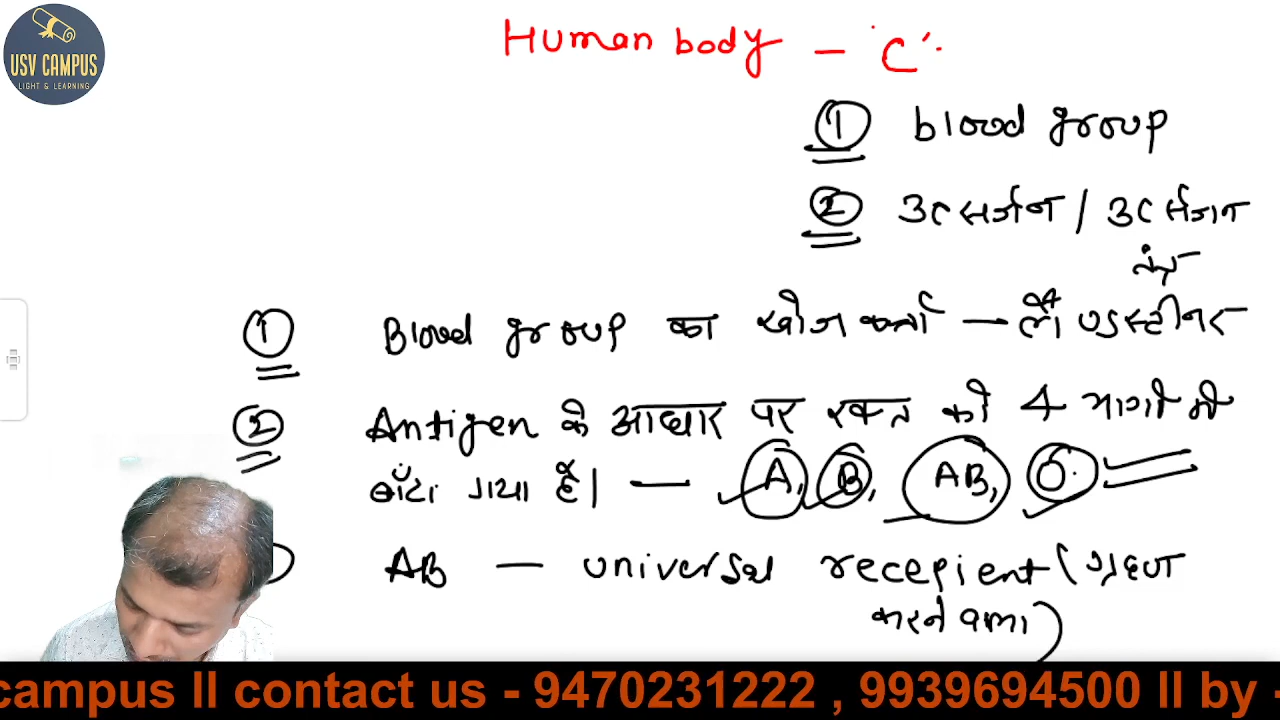 USV CAMPUS
LIGHT & LEARNING
Human body - 'C'
① blood group
② उत्सर्जन / उत्सर्जन
तंत्र
① Blood group का खोज कर्ता - लैंडस्टीनर
② Antigen के आधार पर रक्त को 4 भागो मे
बाँटा गया है। - A, B, AB, O
AB - universal recepient (ग्रहण
करने वाला)
campus ll contact us - 9470231222 , 9939694500 ll by -